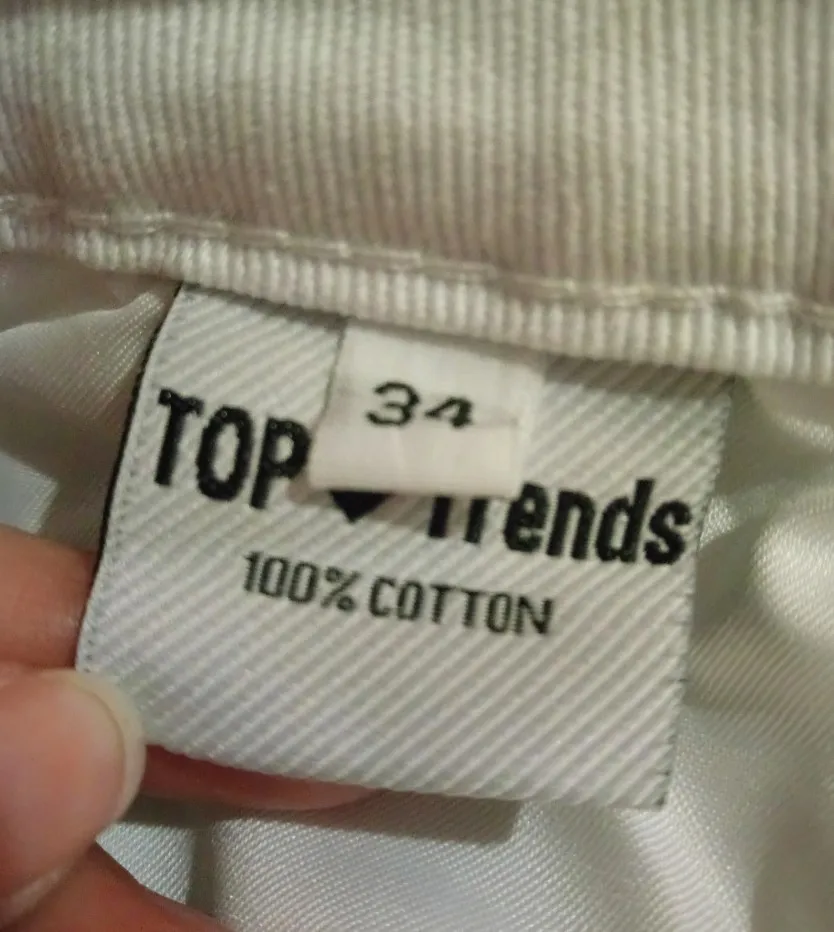 34
TOP Trends
100% COTTON